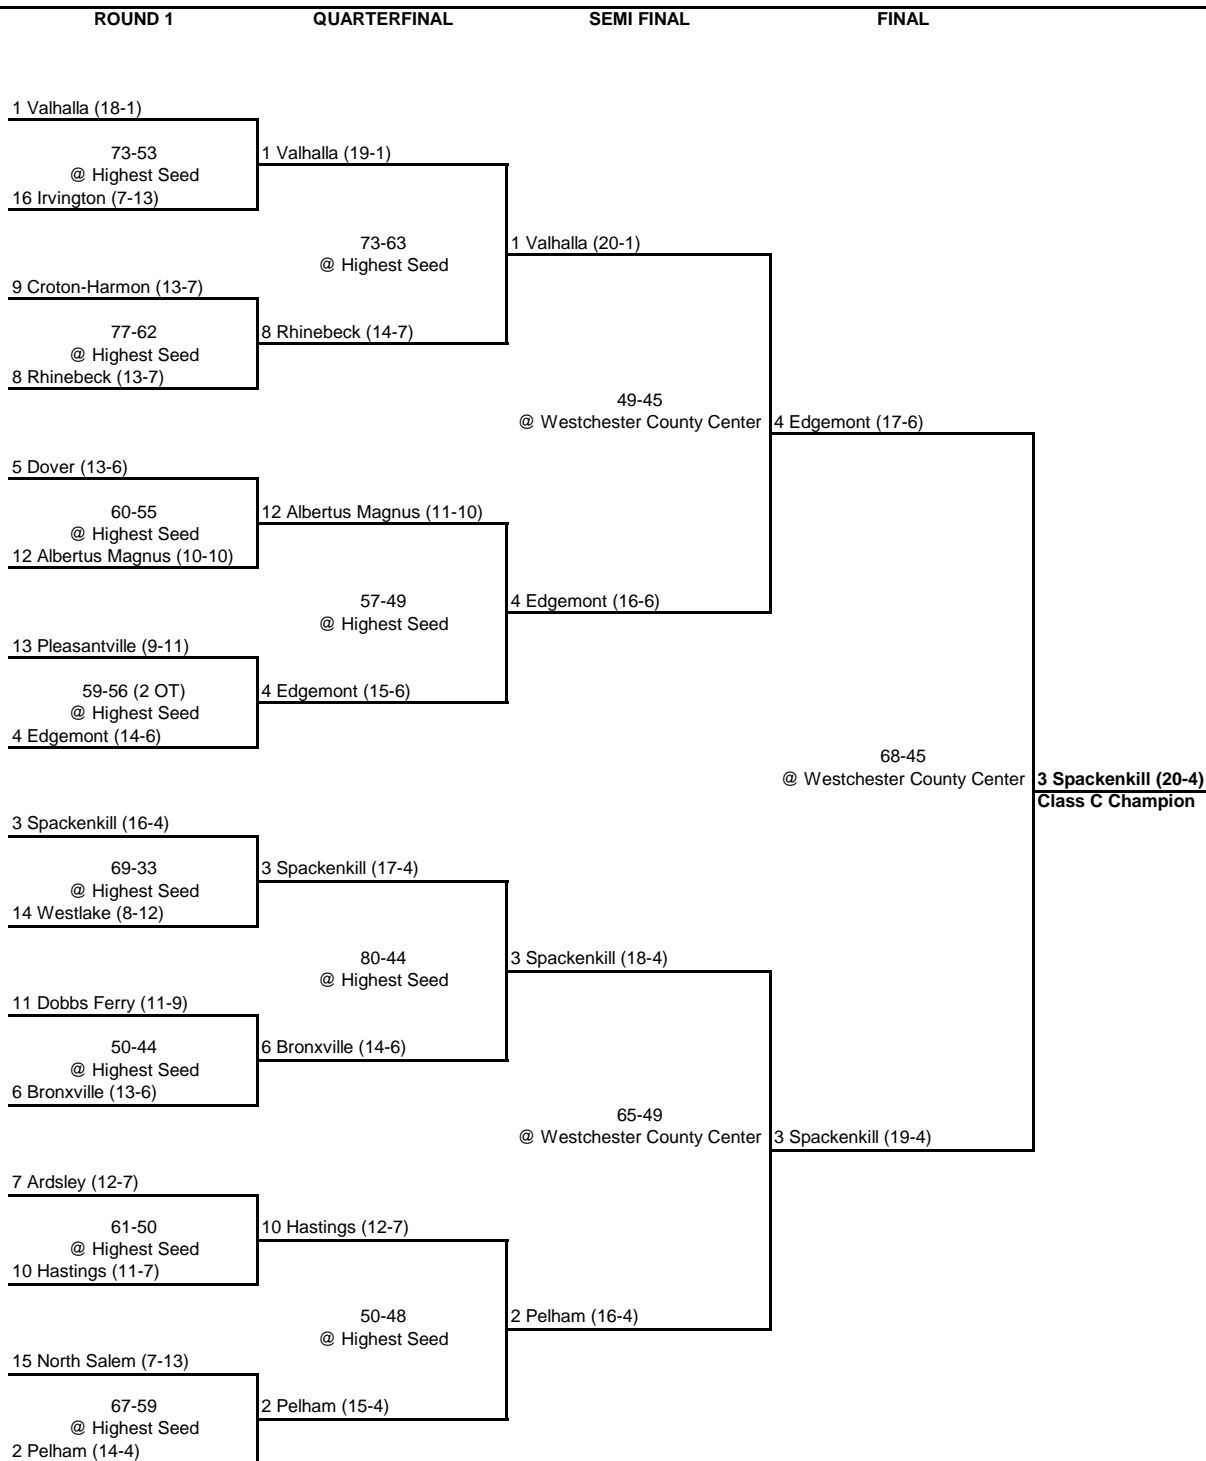 ROUND 1 QUARTERFINAL SEMI FINAL FINAL
1 Valhalla (18-1)
73-53
@ Highest Seed
16 Irvington (7-13)
1 Valhalla (19-1)
73-63
@ Highest Seed
1 Valhalla (20-1)
9 Croton-Harmon (13-7)
77-62
@ Highest Seed
8 Rhinebeck (13-7)
8 Rhinebeck (14-7)
49-45
@ Westchester County Center
4 Edgemont (17-6)
5 Dover (13-6)
60-55
@ Highest Seed
12 Albertus Magnus (10-10)
12 Albertus Magnus (11-10)
57-49
@ Highest Seed
4 Edgemont (16-6)
13 Pleasantville (9-11)
59-56 (2 OT)
@ Highest Seed
4 Edgemont (14-6)
4 Edgemont (15-6)
68-45
@ Westchester County Center
3 Spackenkill (20-4)
Class C Champion
3 Spackenkill (16-4)
69-33
@ Highest Seed
14 Westlake (8-12)
3 Spackenkill (17-4)
80-44
@ Highest Seed
3 Spackenkill (18-4)
11 Dobbs Ferry (11-9)
50-44
@ Highest Seed
6 Bronxville (13-6)
6 Bronxville (14-6)
65-49
@ Westchester County Center
3 Spackenkill (19-4)
7 Ardsley (12-7)
61-50
@ Highest Seed
10 Hastings (11-7)
10 Hastings (12-7)
50-48
@ Highest Seed
2 Pelham (16-4)
15 North Salem (7-13)
67-59
@ Highest Seed
2 Pelham (14-4)
2 Pelham (15-4)